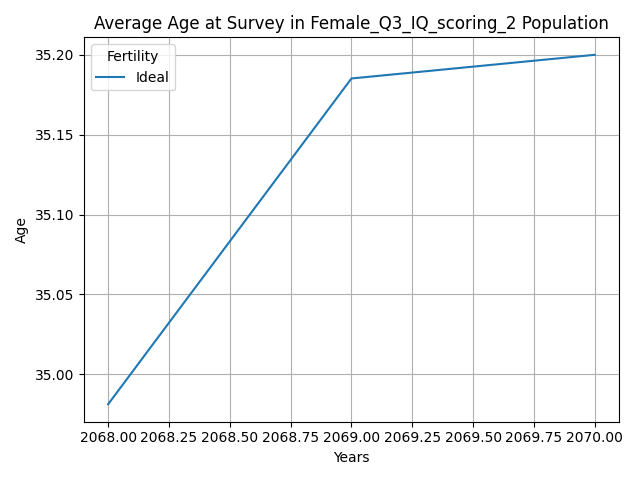 Average Age at Survey in Female_Q3_IQ_scoring_2 Population
Fertility
Ideal
Age
35.20
35.15
35.10
35.05
35.00
2068.00 2068.25 2068.50 2068.75 2069.00 2069.25 2069.50 2069.75 2070.00
Years